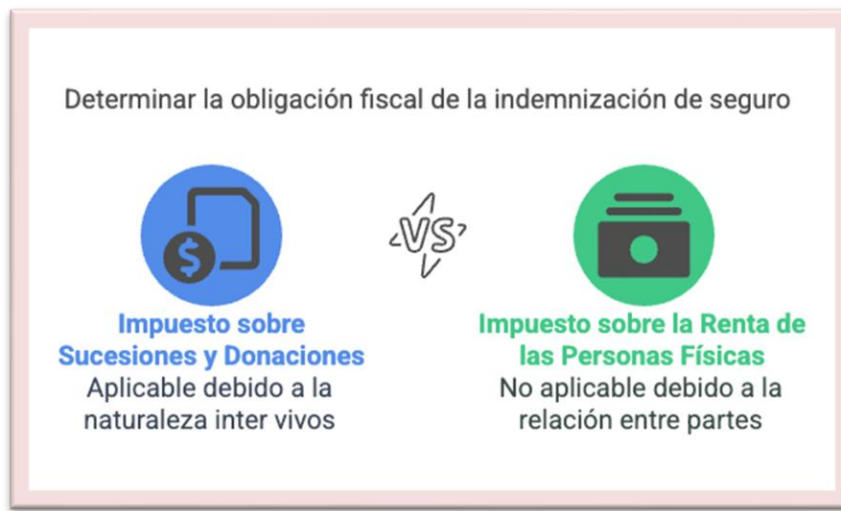 Determinar la obligación fiscal de la indemnización de seguro
VS
Impuesto sobre
Sucesiones y Donaciones
Aplicable debido a la
naturaleza inter vivos
Impuesto sobre la Renta de
las Personas Físicas
No aplicable debido a la
relación entre partes